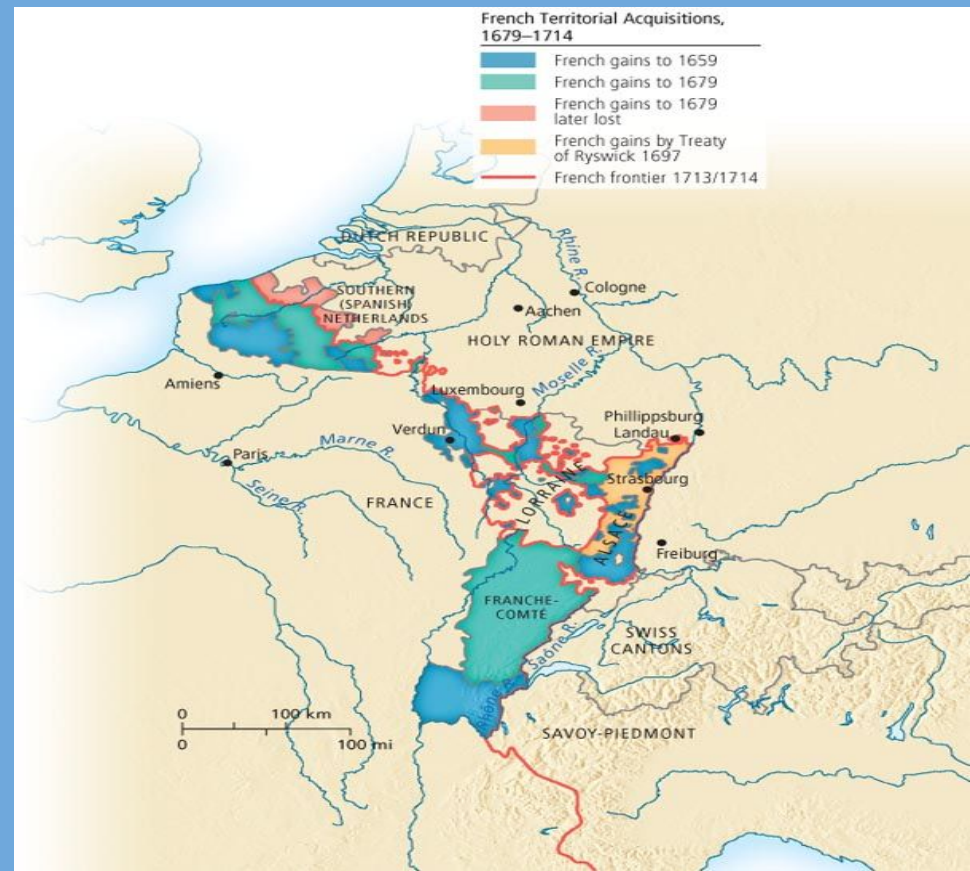 French Territorial Acquisitions,
1679–1714
French gains to 1659
French gains to 1679
French gains to 1679
later lost
French gains by Treaty
of Ryswick 1697
French frontier 1713/1714
DUTCH REPUBLIC
Rhine R.
Cologne
SOUTHERN
(SPANISH)
NETHERLANDS
Aachen
HOLY ROMAN EMPIRE
Amiens
Luxembourg
Moselle R.
Phillippsburg
Landau
Verdun
Marne R.
Paris
Seine R.
Strasbourg
FRANCE
LORRAINE
ALSACE
Freiburg
FRANCHE-
COMTÉ
SWISS
CANTONS
Saône R.
Rhône R.
0 100 km
0 100 mi
SAVOY-PIEDMONT